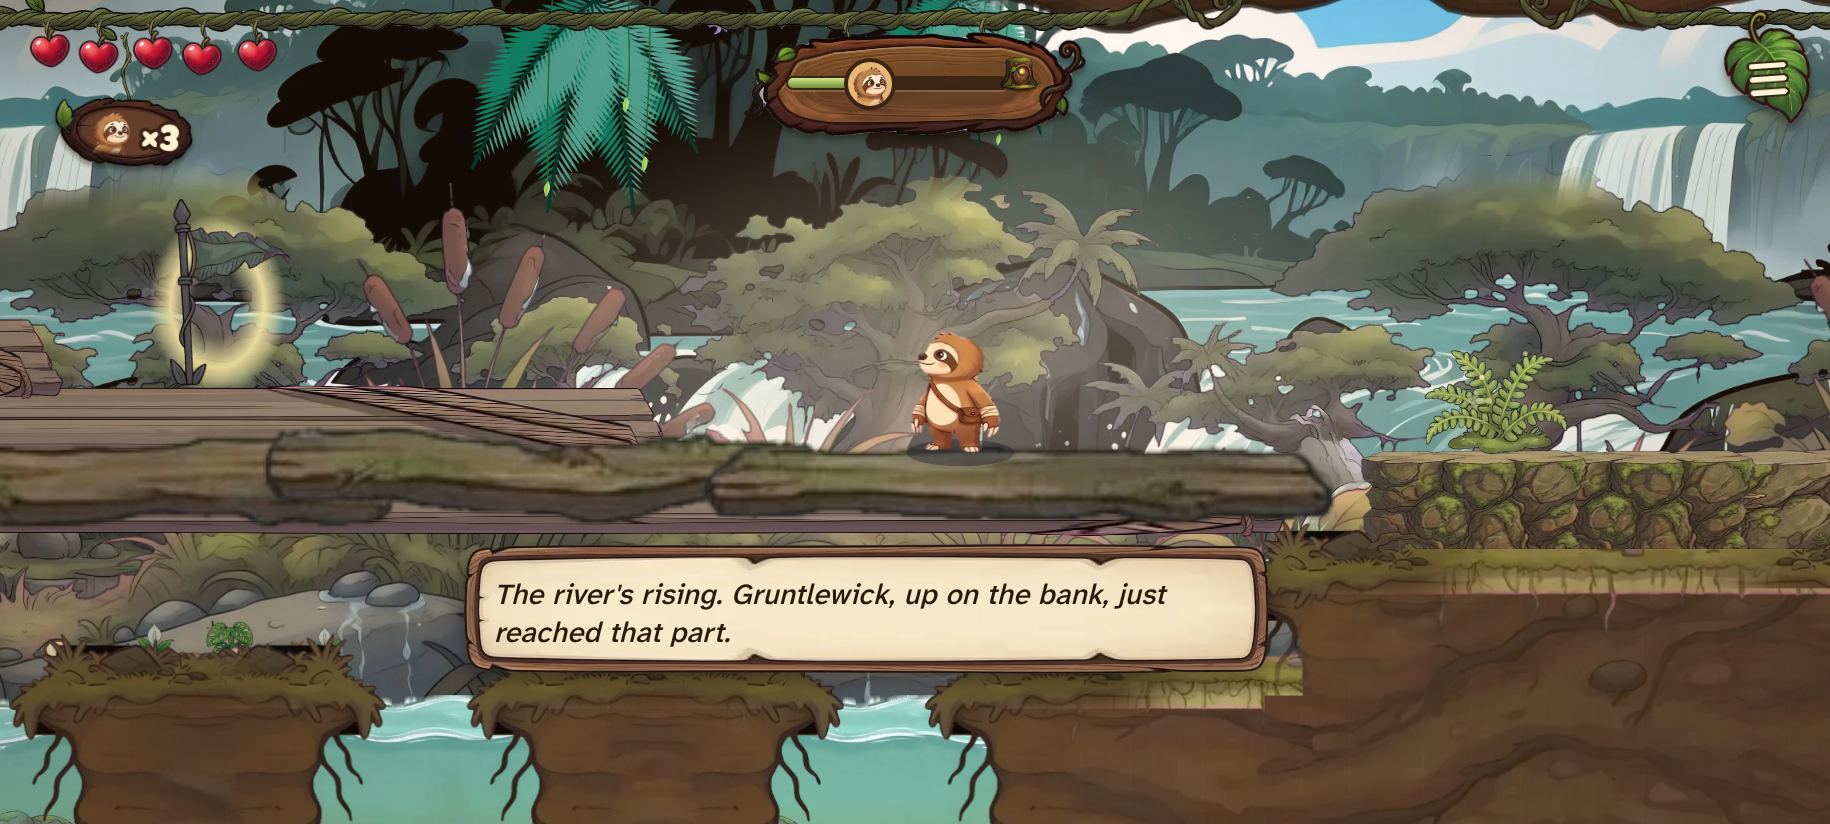 ×3
The river's rising. Gruntlewick, up on the bank, just
reached that part.